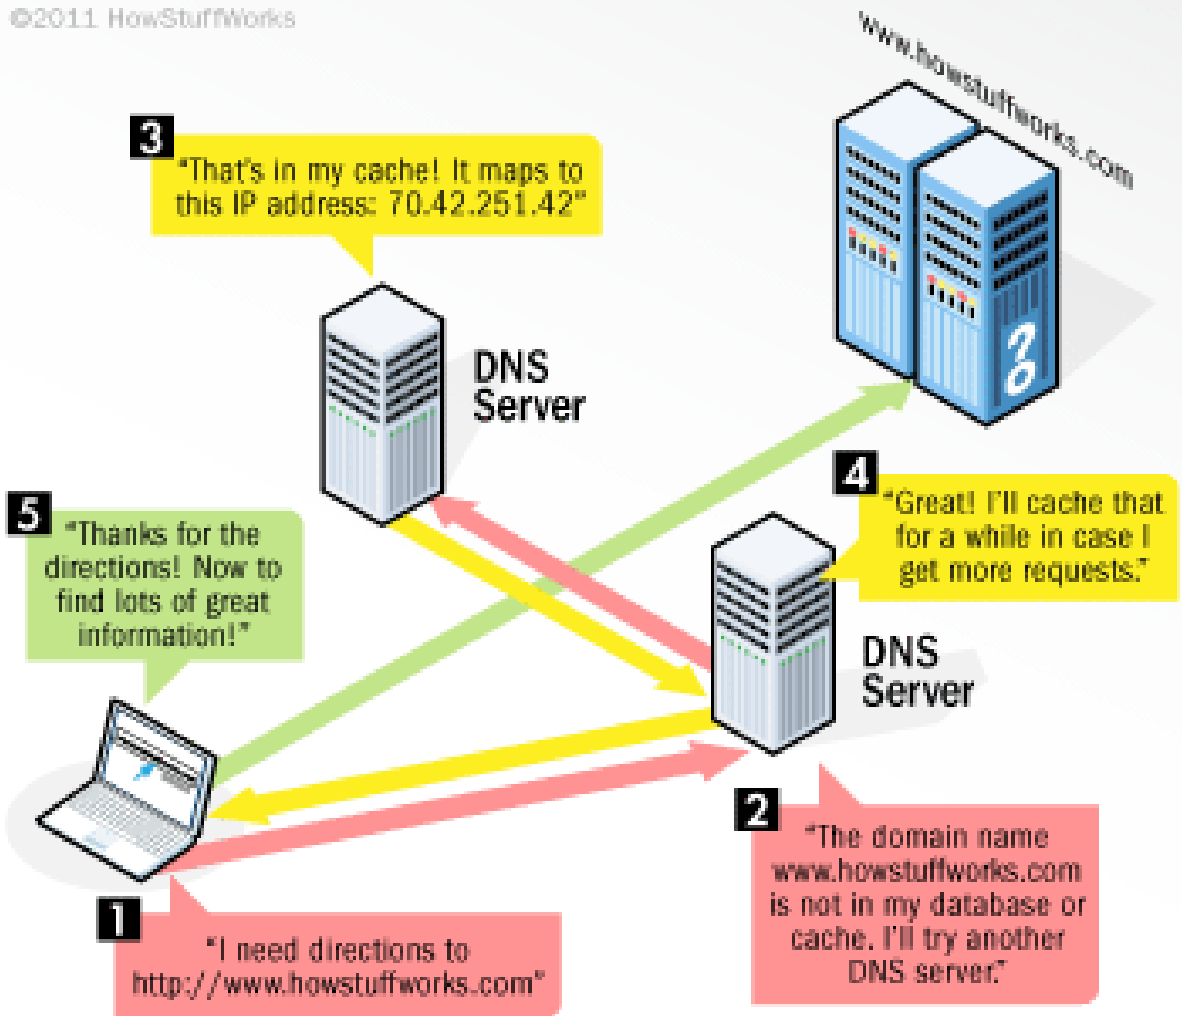 ©2011 HowStuffWorks
www.howstuffworks.com
3
"That's in my cache! It maps to
this IP address: 70.42.251.42"
DNS
Server
4
"Great! I'll cache that
for a while in case I
get more requests."
5
"Thanks for the
directions! Now to
find lots of great
information!"
DNS
Server
2
"The domain name
www.howstuffworks.com
is not in my database or
cache. I'll try another
DNS server."
1
"I need directions to
http://www.howstuffworks.com"